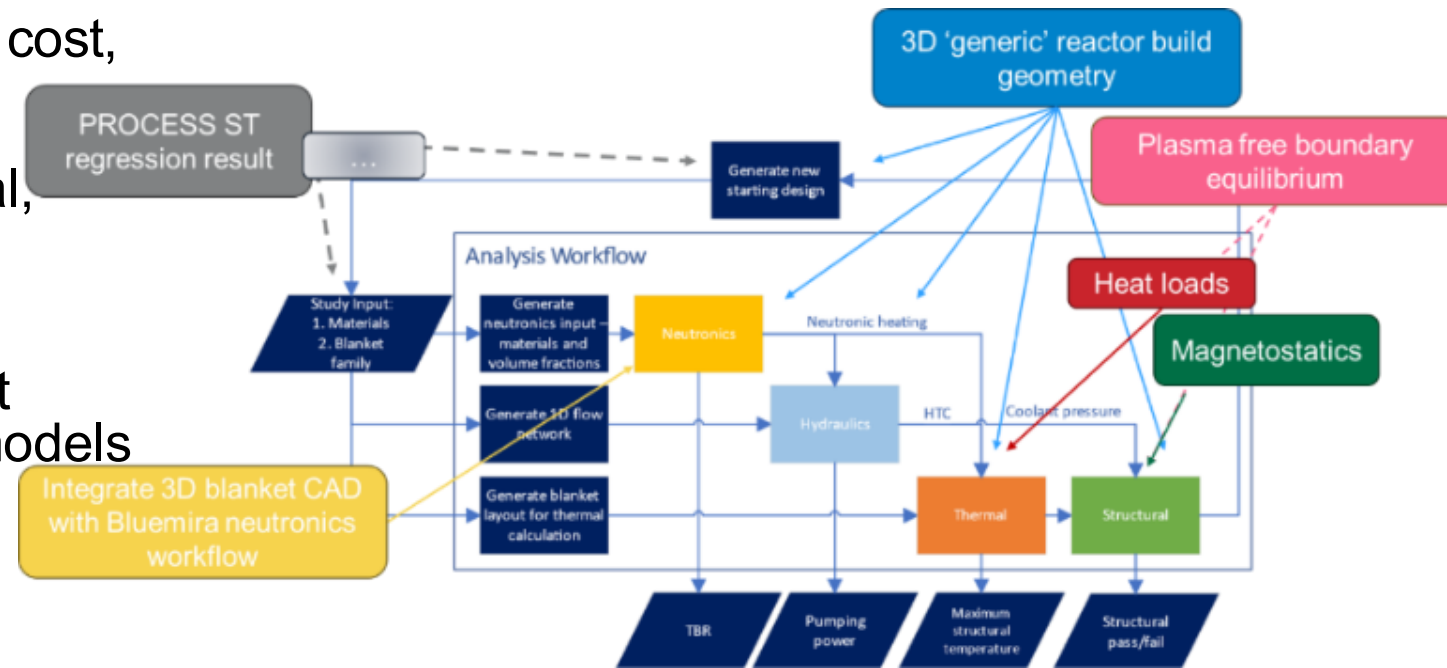 cost,
al,
t
models
PROCESS ST
regression result
...
3D ‘generic’ reactor build
geometry
Plasma free boundary
equilibrium
Generate new
starting design
Analysis Workflow
Heat loads
Magnetostatics
Study Input:
1. Materials
2. Blanket
family
Generate
neutronics input –
materials and
volume fractions
Neutronics
Neutronic heating
Generate 1D flow
network
Hydraulics
HTC
Coolant pressure
Integrate 3D blanket CAD
with Bluemira neutronics
workflow
Generate blanket
layout for thermal
calculation
Thermal
Structural
TBR
Pumping
power
Maximum
structural
temperature
Structural
pass/fail